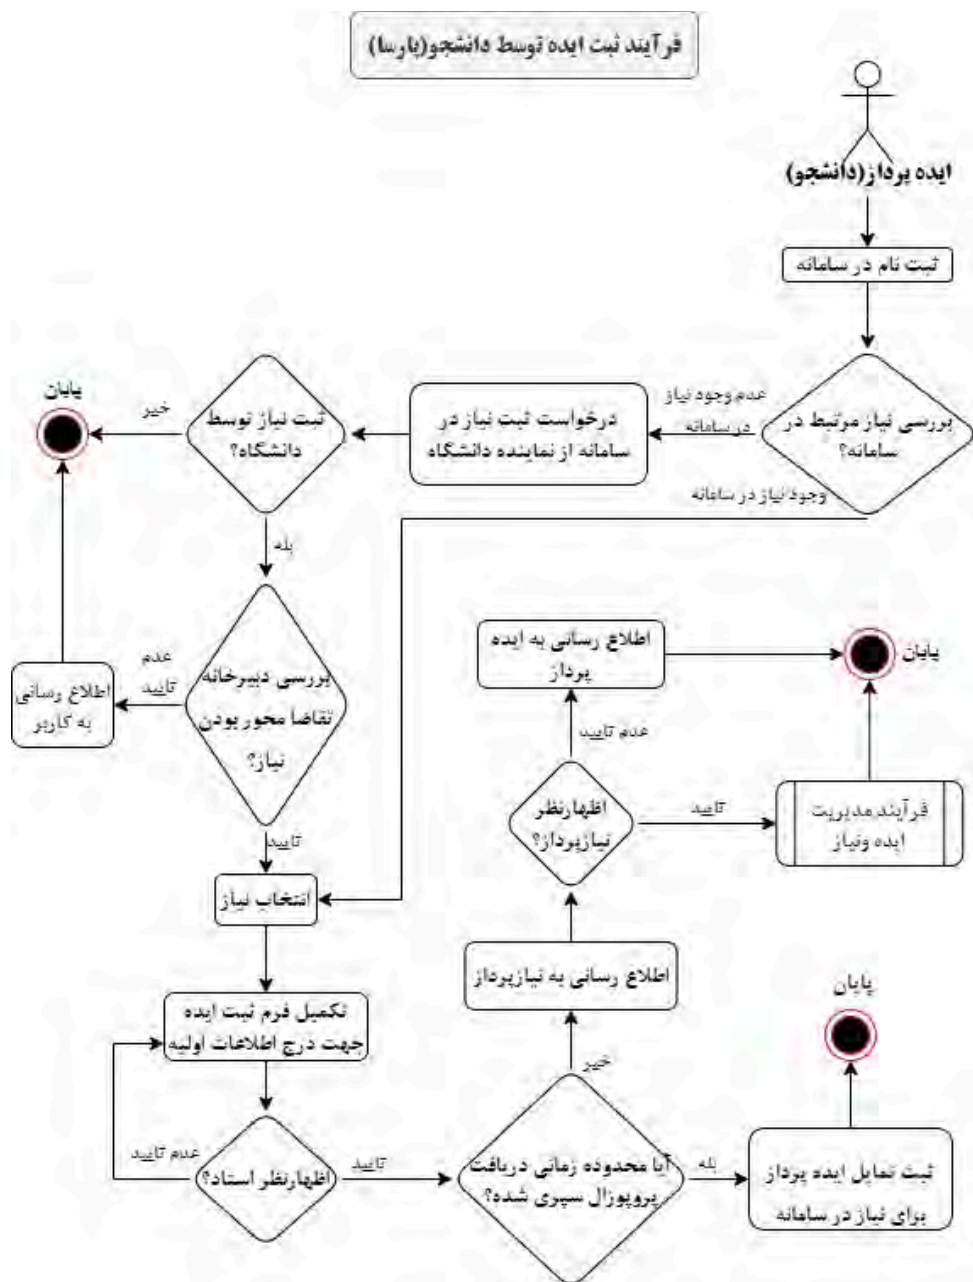 فرآیند ثبت ایده توسط دانشجو(پارسا)
ایده پرداز(دانشجو)
ثبت نام در سامانه
بررسی نیاز مرتبط در
سامانه؟
عدم وجود نیاز
در سامانه
وجود نیاز در سامانه
درخواست ثبت نیاز در
سامانه از نماینده دانشگاه
ثبت نیاز توسط
دانشگاه؟
خیر
پایان
بله
بررسی دبیرخانه
تقاضا محور بودن
نیاز؟
عدم
تایید
اطلاع رسانی
به کاربر
تایید
انتخاب نیاز
تکمیل فرم ثبت ایده
جهت درج اطلاعات اولیه
اظهارنظر استاد؟
عدم تایید
تایید
آیا محدوده زمانی دریافت
پروپوزال سپری شده؟
خیر
بله
اطلاع رسانی به نیازپرداز
اظهارنظر
نیازپرداز؟
عدم تایید
اطلاع رسانی به ایده
پرداز
پایان
تایید
فرآیند مدیریت
ایده ونیاز
ثبت تمایل ایده پرداز
برای نیاز در سامانه
پایان